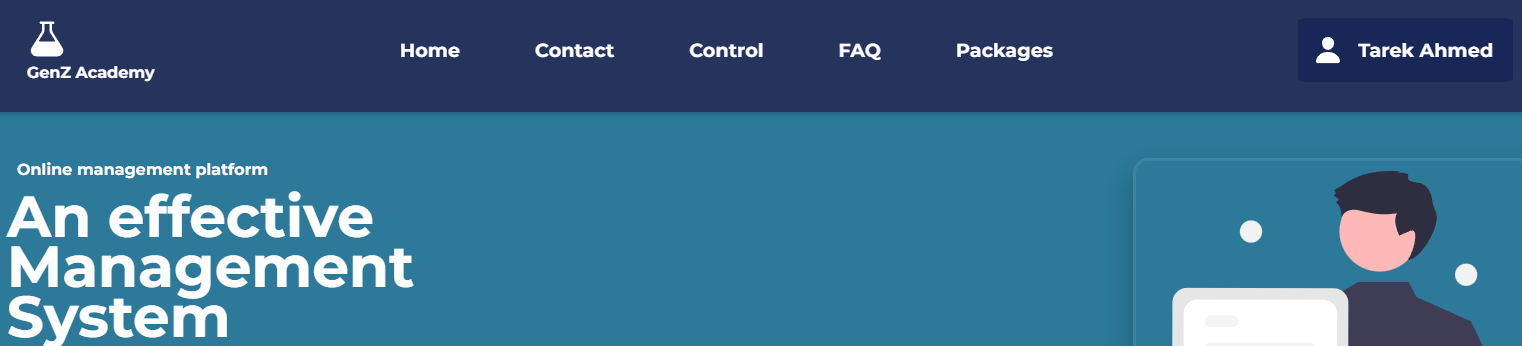 GenZ Academy
Home Contact Control FAQ Packages
Tarek Ahmed
Online management platform
An effective
Management
System